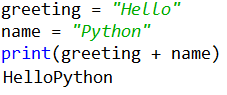 greeting = "Hello"
name = "Python"
print(greeting + name)
HelloPython